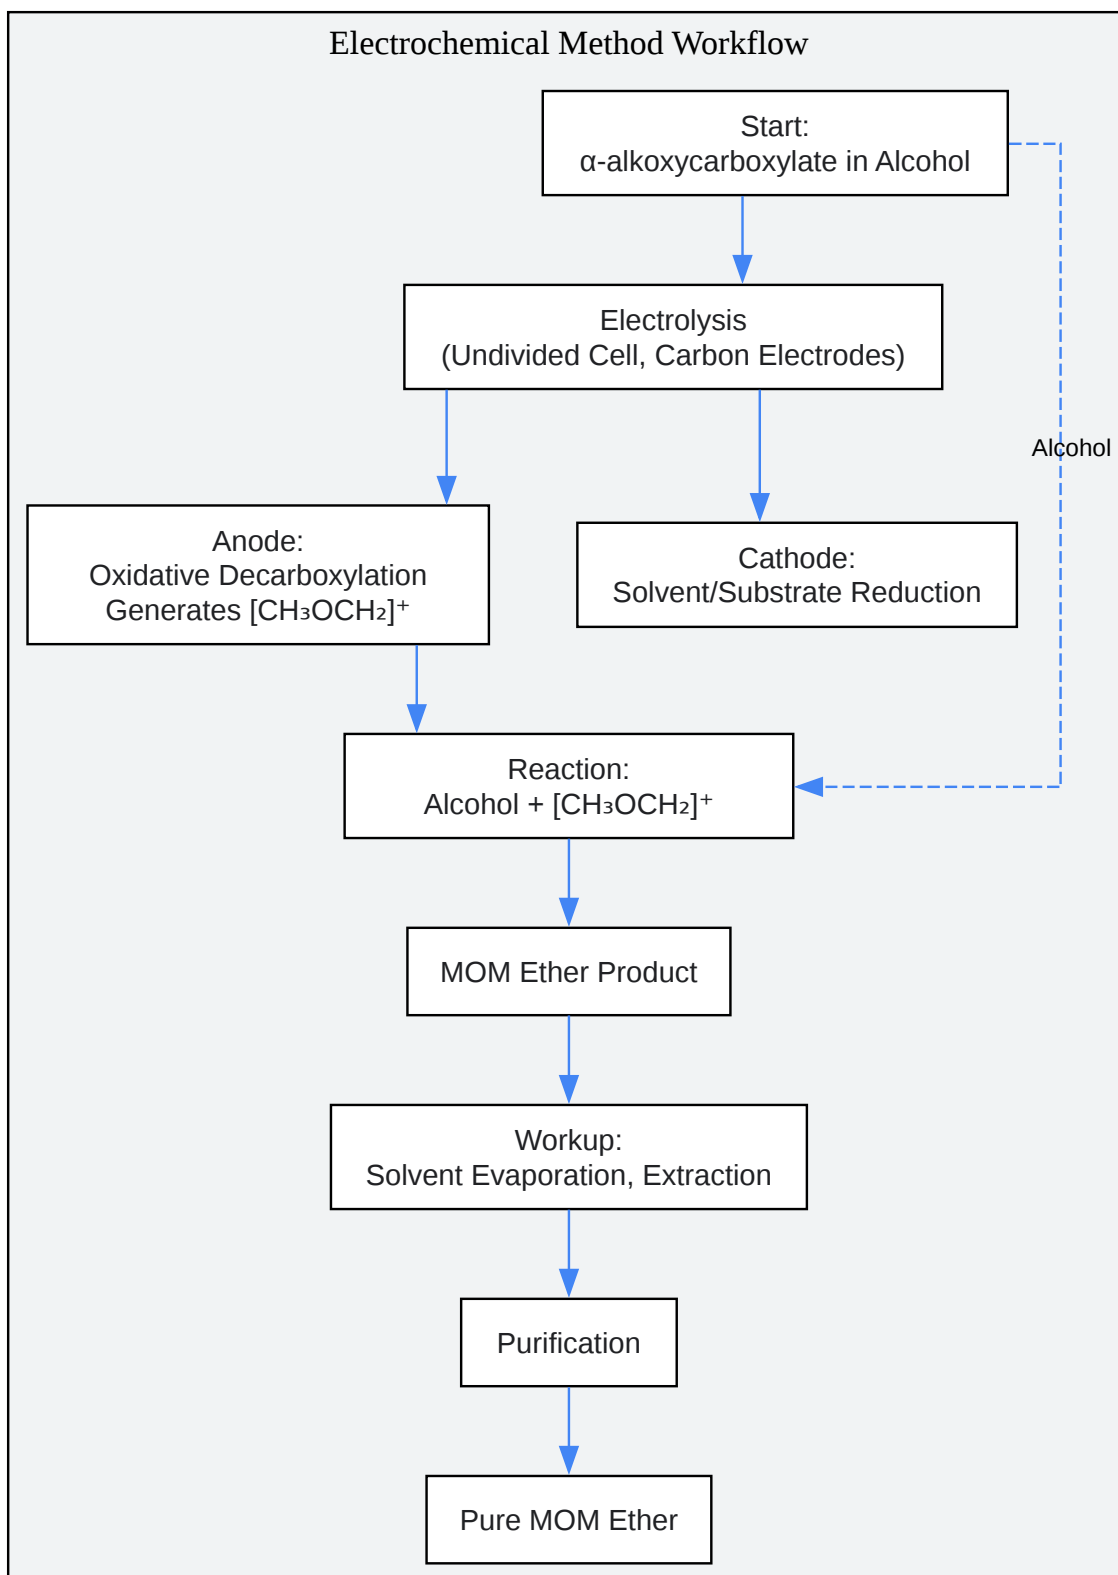 Electrochemical Method Workflow
Start:
α-alkoxycarboxylate in Alcohol
Electrolysis
(Undivided Cell, Carbon Electrodes)
Alcohol
Anode:
Oxidative Decarboxylation
Generates [CH₃OCH₂]⁺
Cathode:
Solvent/Substrate Reduction
Reaction:
Alcohol + [CH₃OCH₂]⁺
MOM Ether Product
Workup:
Solvent Evaporation, Extraction
Purification
Pure MOM Ether